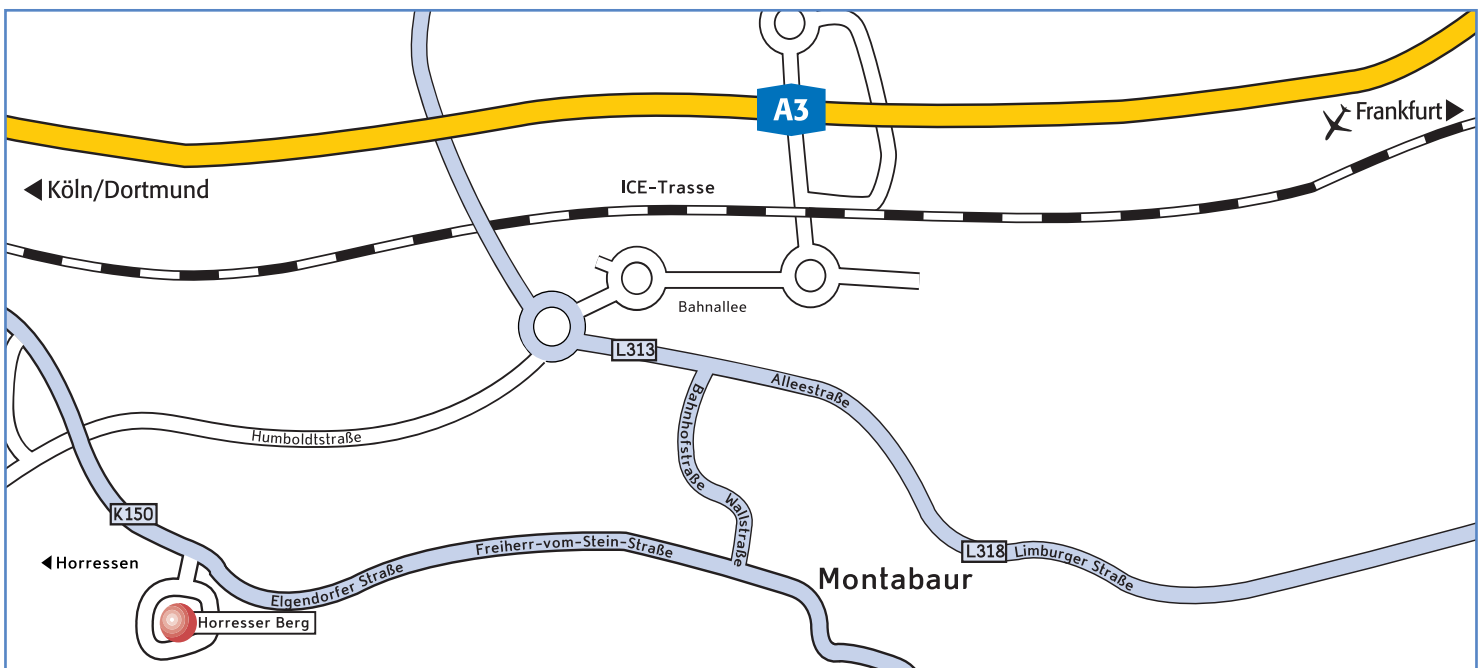 A3
Frankfurt
Köln/Dortmund
ICE-Trasse
Bahnallee
L313
Alleestraße
Bahnhofstraße
Humboldtstraße
Wallstraße
K150
Freiherr-vom-Stein-Straße
L318
Limburger Straße
Horressen
Montabaur
Elgendorfer Straße
Horresser Berg